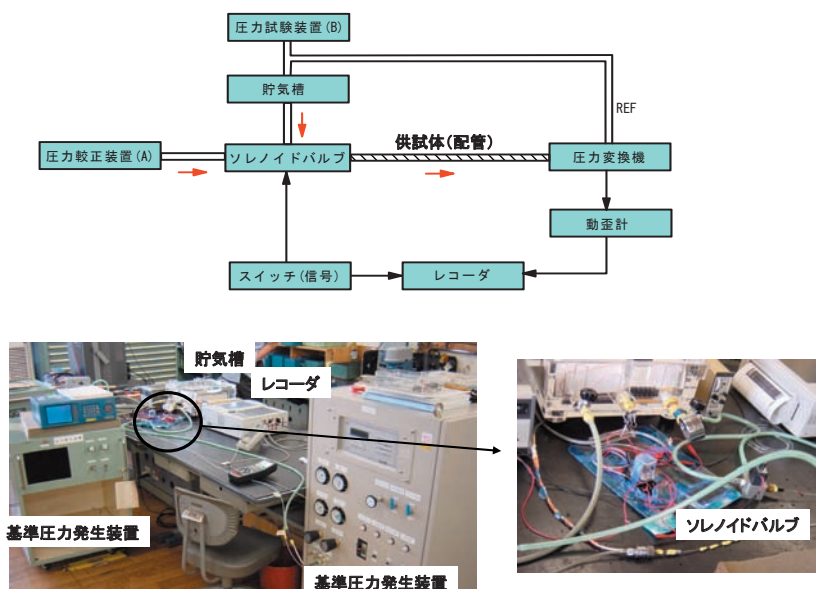 圧力試験装置(B)
貯気槽
REF
圧力較正装置(A)
ソレノイドバルブ
供試体(配管)
圧力変換機
動歪計
スイッチ(信号)
レコーダ
貯気槽
レコーダ
基準圧力発生装置
基準圧力発生装置
ソレノイドバルブ